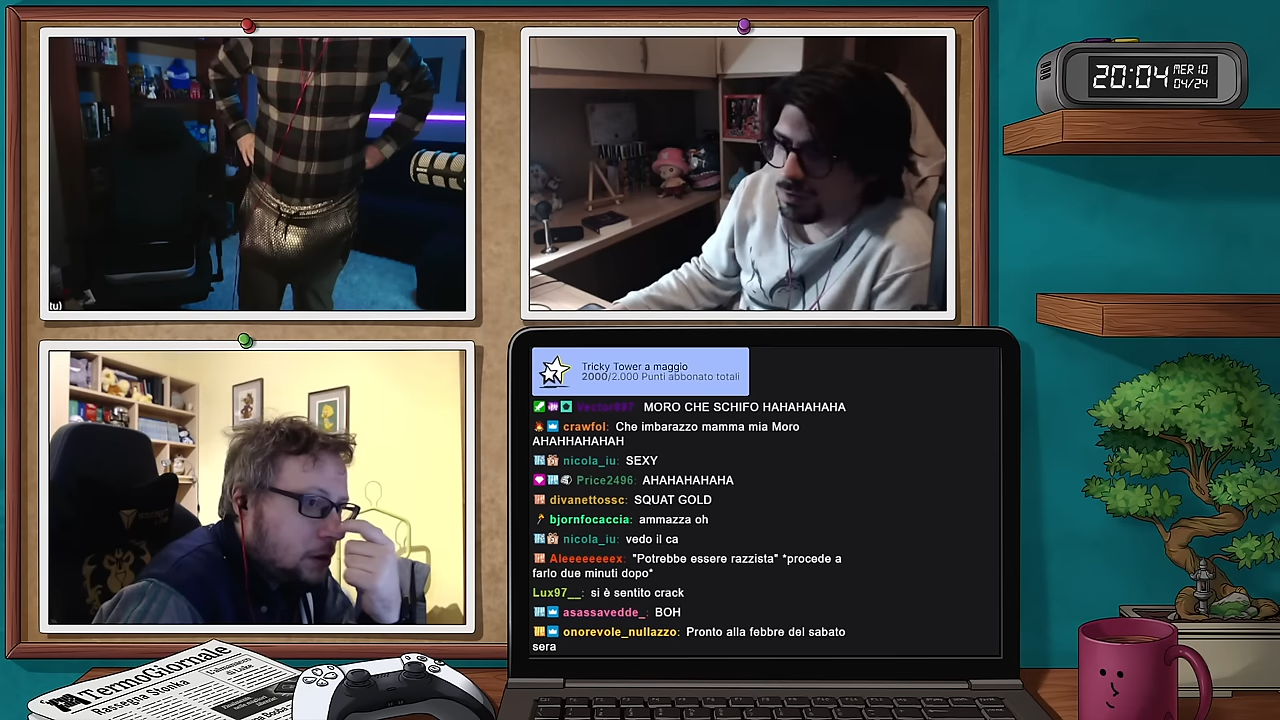 20:04 MER 10
04/24
tu)
Tricky Tower a maggio
2000/2.000 Punti abbonato totali
Vector897 MORO CHE SCHIFO HAHAHAHAHA
crawfol: Che imbarazzo mamma mia Moro
AHAHHAHAHAH
nicola_iu: SEXY
Price2496: AHAHAHAHAHA
divanettossc: SQUAT GOLD
bjornfocaccia: ammazza oh
nicola_iu: vedo il ca
Aleeeeeeeex: "Potrebbe essere razzista" *procede a
farlo due minuti dopo*
Lux97__: si è sentito crack
asassavedde_: BOH
onorevole_nullazzo: Pronto alla febbre del sabato
sera
TermoGiornale